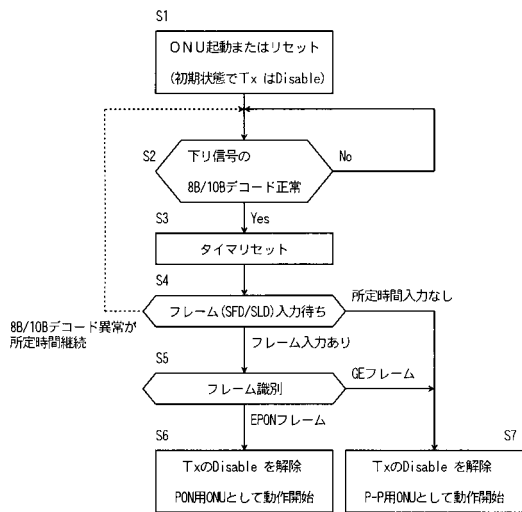 S1
ONU起動またはリセット
(初期状態でTx はDisable)
S2
下り信号の
8B/10Bデコード正常
No
Yes
S3
タイマリセット
S4
フレーム(SFD/SLD)入力待ち
所定時間入力なし
8B/10Bデコード異常が
所定時間継続
フレーム入力あり
S5
フレーム識別
GEフレーム
EPONフレーム
S6
TxのDisable を解除
PON用ONUとして動作開始
S7
TxのDisable を解除
P-P用ONUとして動作開始